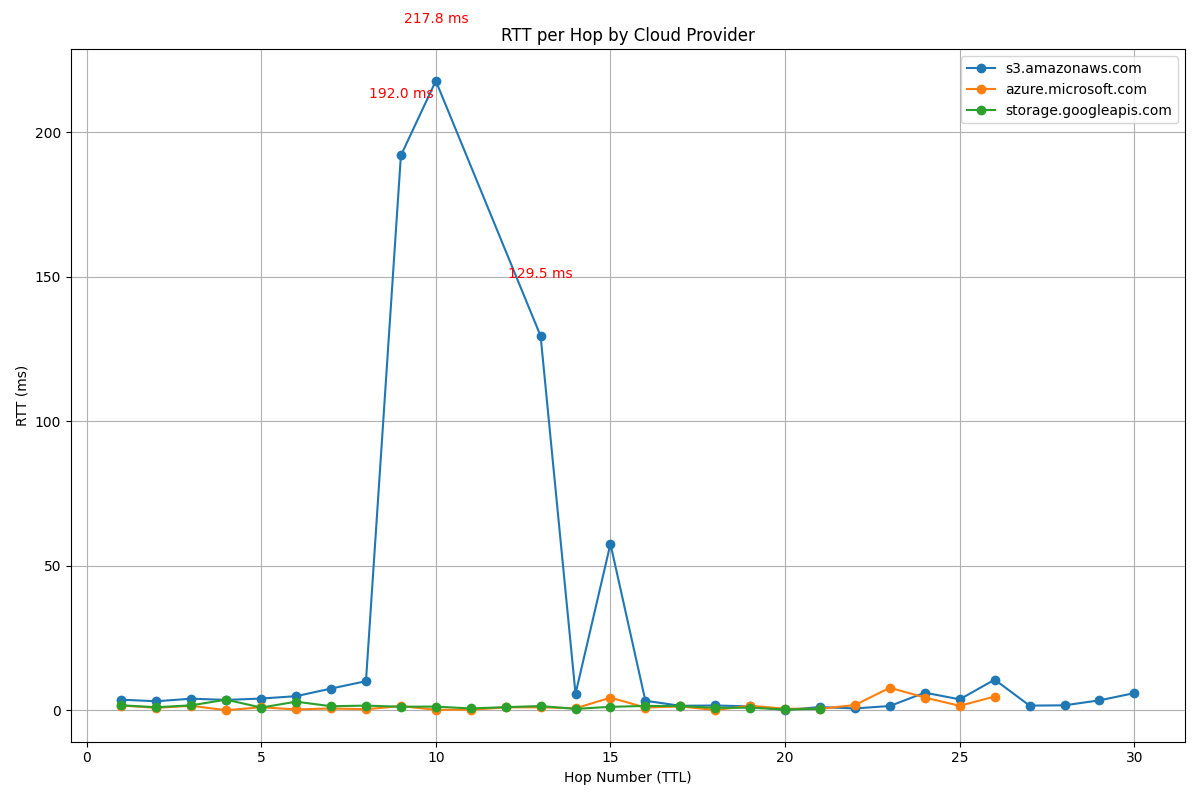 217.8 ms
RTT per Hop by Cloud Provider
s3.amazonaws.com
azure.microsoft.com
storage.googleapis.com
192.0 ms
129.5 ms
RTT (ms)
200
150
100
50
0
0 5 10 15 20 25 30
Hop Number (TTL)